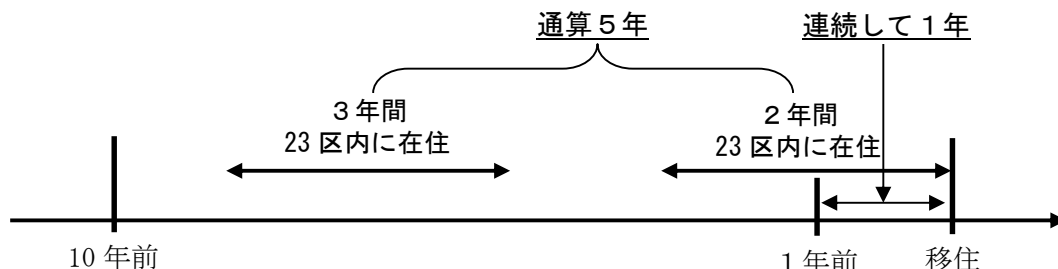 通算５年
連続して１年
３年間
23 区内に在住
２年間
23 区内に在住
10 年前
１年前
移住